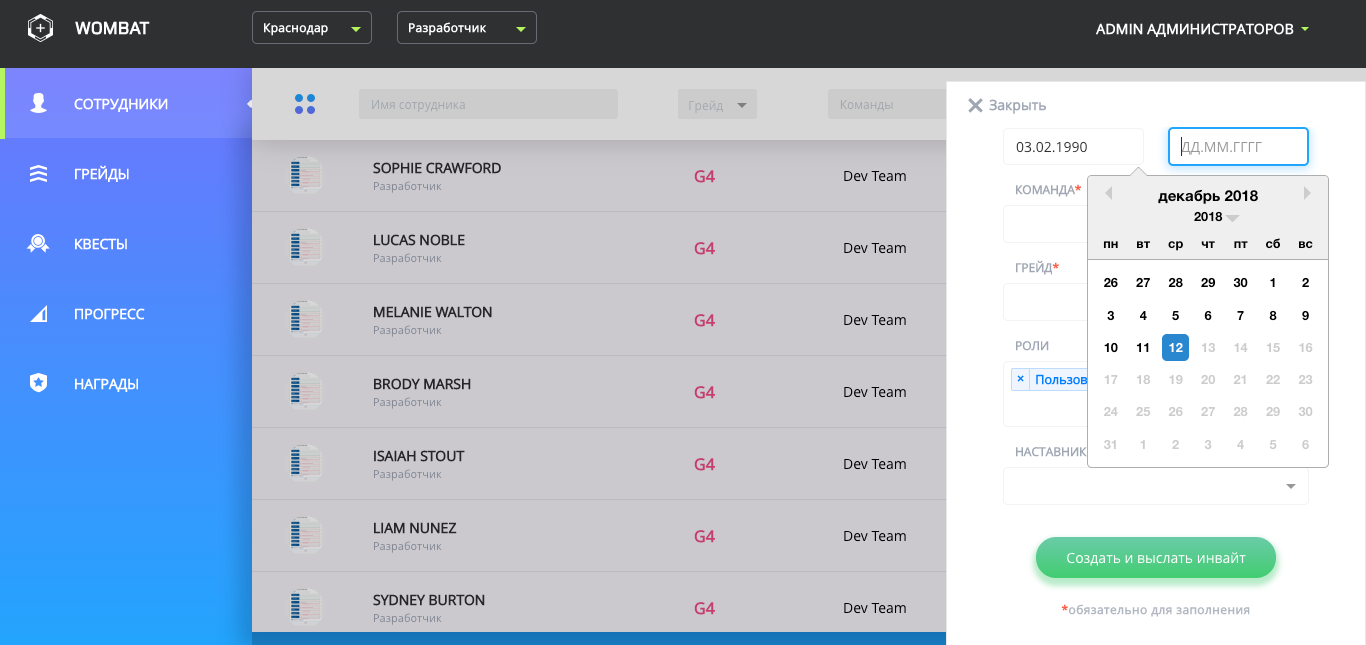 WOMBAT
Краснодар
Разработчик
ADMIN АДМИНИСТРАТОРОВ
СОТРУДНИКИ
ГРЕЙДЫ
КВЕСТЫ
ПРОГРЕСС
НАГРАДЫ
Имя сотрудника
Грейд
Команды
SOPHIE CRAWFORD
Разработчик
G4
Dev Team
LUCAS NOBLE
Разработчик
G4
Dev Team
MELANIE WALTON
Разработчик
G4
Dev Team
BRODY MARSH
Разработчик
G4
Dev Team
ISAIAH STOUT
Разработчик
G4
Dev Team
LIAM NUNEZ
Разработчик
G4
Dev Team
SYDNEY BURTON
Разработчик
G4
Dev Team
Закрыть
03.02.1990
ДД.ММ.ГГГГ
КОМАНДА*
ГРЕЙД*
РОЛИ
× Пользов
НАСТАВНИК
декабрь 2018
2018
пн вт ср чт пт сб вс
26 27 28 29 30 1 2
3 4 5 6 7 8 9
10 11 12 13 14 15 16
17 18 19 20 21 22 23
24 25 26 27 28 29 30
31 1 2 3 4 5 6
Создать и выслать инвайт
*обязательно для заполнения